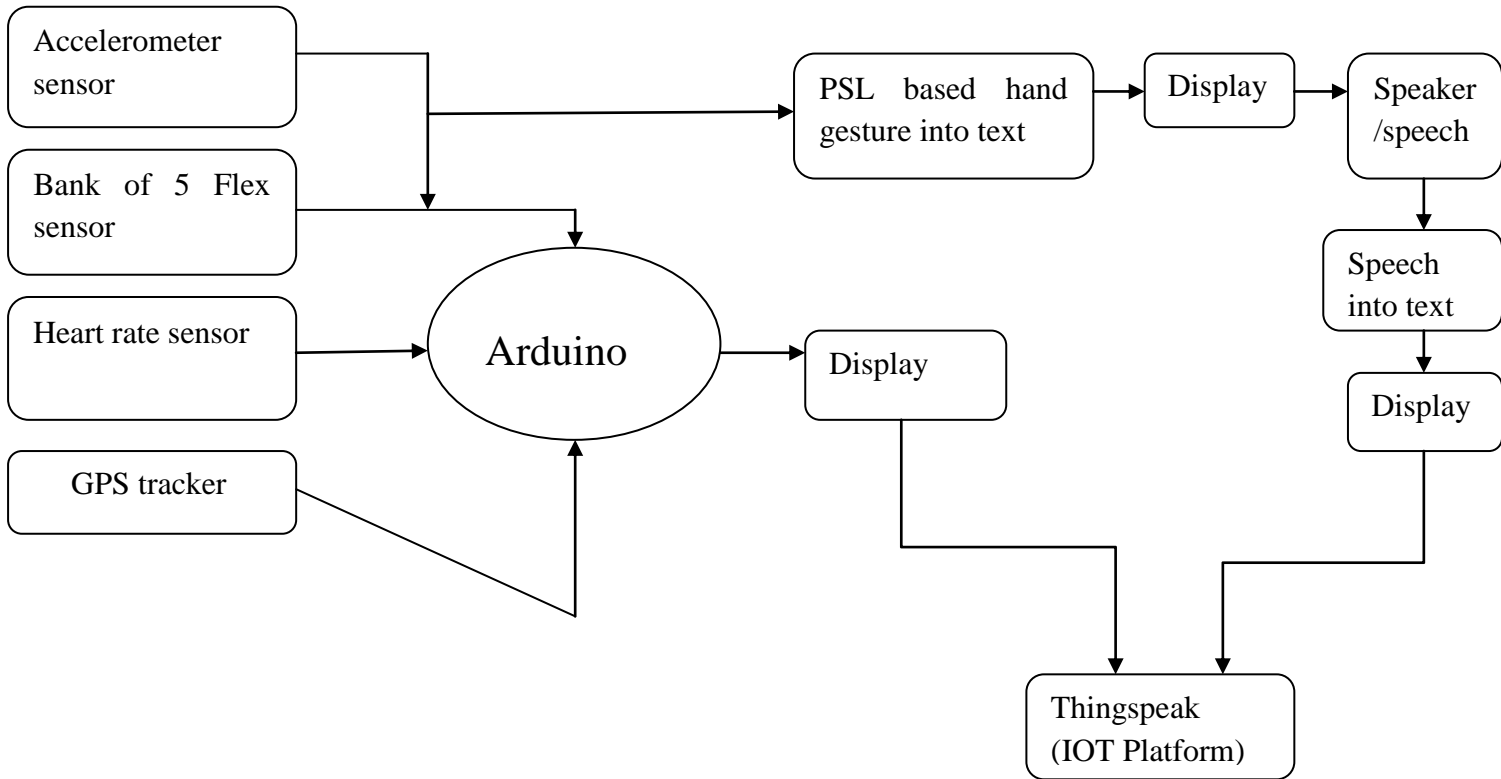 Accelerometer
sensor
PSL based hand
gesture into text
Display
Speaker
/speech
Bank of 5 Flex
sensor
Speech
into text
Heart rate sensor
Arduino
Display
Display
GPS tracker
Thingspeak
(IOT Platform)